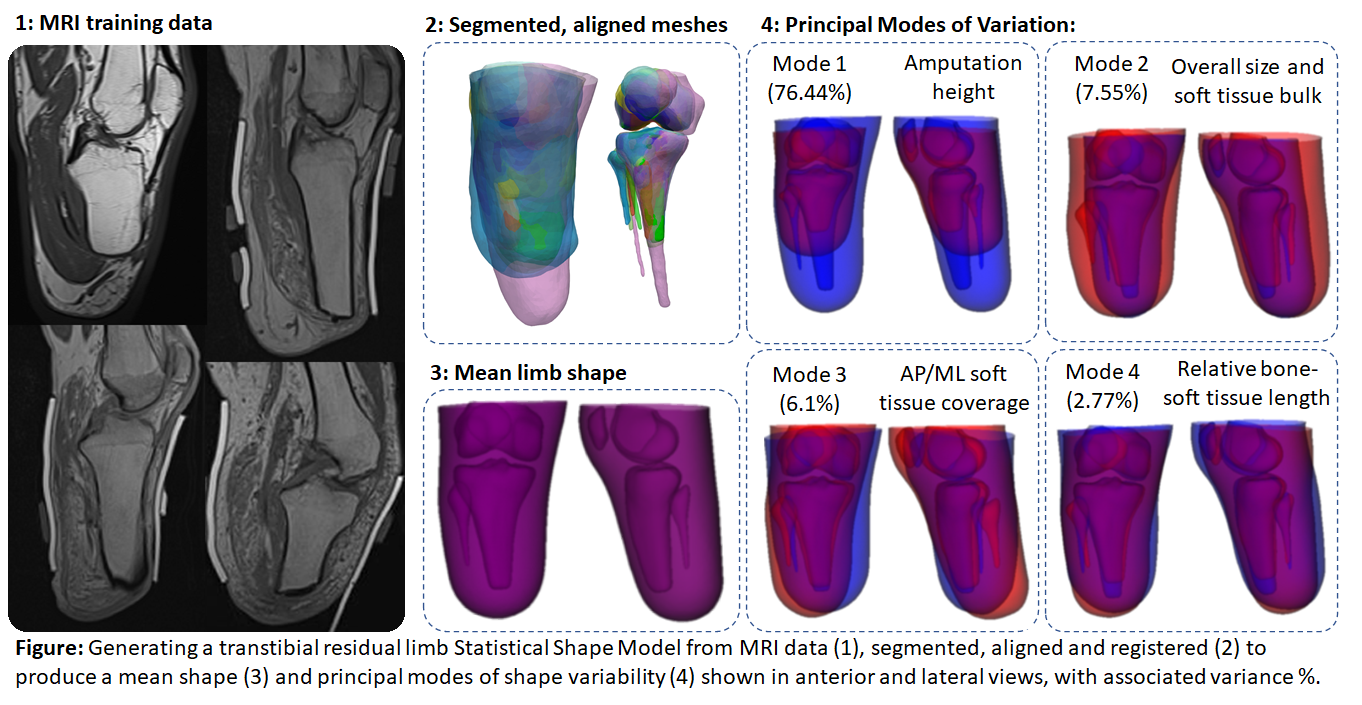 1: MRI training data
2: Segmented, aligned meshes
3: Mean limb shape
4: Principal Modes of Variation:
Mode 1
(76.44%)
Amputation
height
Mode 2
(7.55%)
Overall size and
soft tissue bulk
Mode 3
(6.1%)
AP/ML soft
tissue coverage
Mode 4
(2.77%)
Relative bone-
soft tissue length
Figure: Generating a transtibial residual limb Statistical Shape Model from MRI data (1), segmented, aligned and registered (2) to
produce a mean shape (3) and principal modes of shape variability (4) shown in anterior and lateral views, with associated variance %.